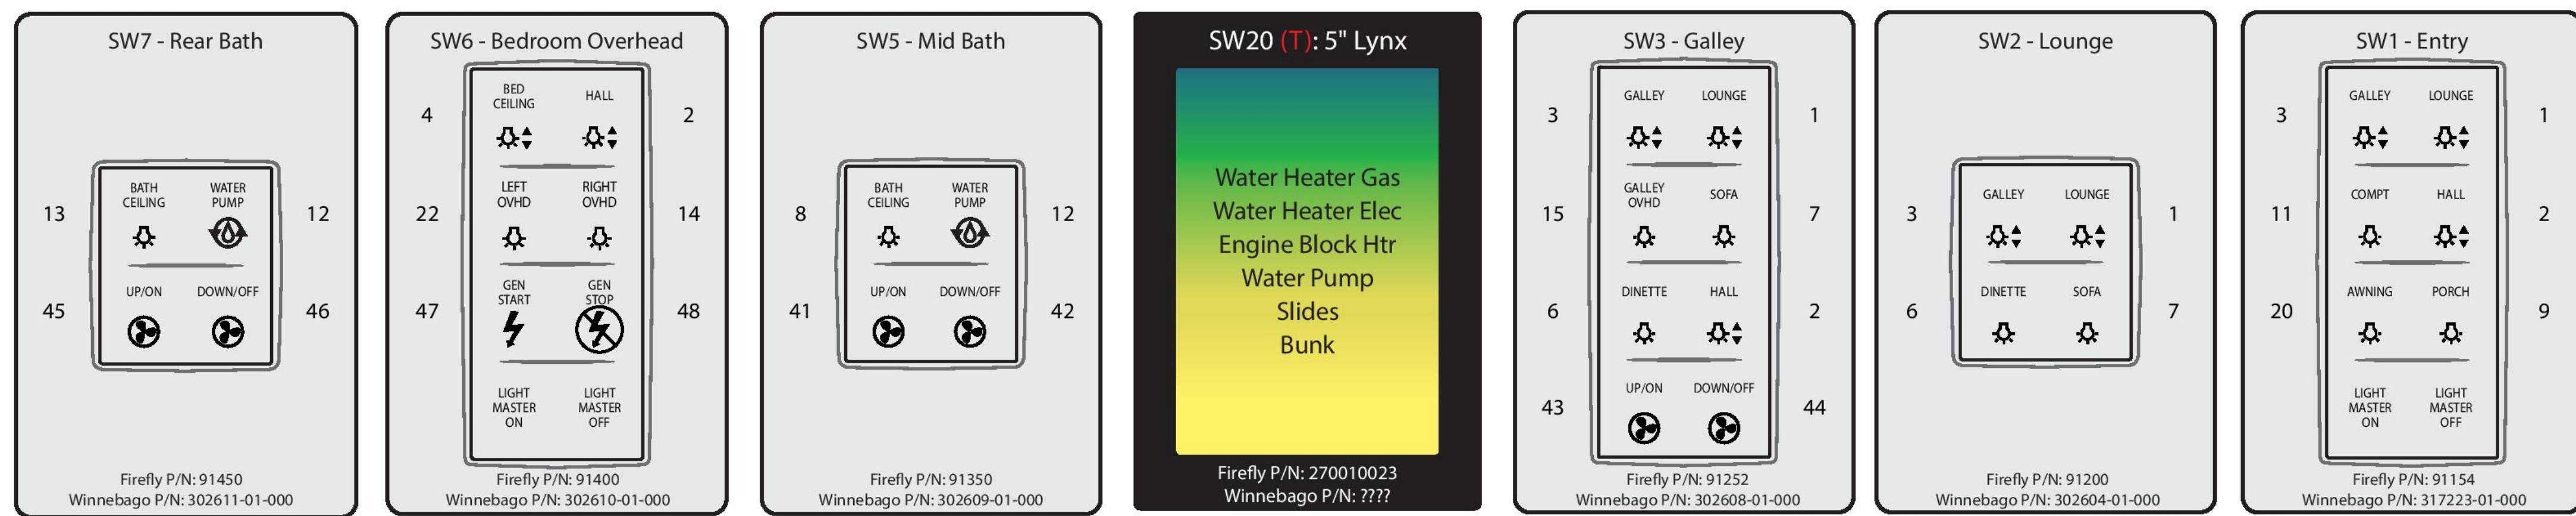 SW7 - Rear Bath
BATH CEILING
WATER PUMP
13
12
UP/ON
DOWN/OFF
45
46
Firefly P/N: 91450
Winnebago P/N: 302611-01-000
SW6 - Bedroom Overhead
BED CEILING
HALL
4
2
LEFT OVHD
RIGHT OVHD
22
14
GEN START
GEN STOP
47
48
LIGHT MASTER ON
LIGHT MASTER OFF
Firefly P/N: 91400
Winnebago P/N: 302610-01-000
SW5 - Mid Bath
BATH CEILING
WATER PUMP
8
12
UP/ON
DOWN/OFF
41
42
Firefly P/N: 91350
Winnebago P/N: 302609-01-000
SW20 (T): 5" Lynx
Water Heater Gas
Water Heater Elec
Engine Block Htr
Water Pump
Slides
Bunk
Firefly P/N: 270010023
Winnebago P/N: ????
SW3 - Galley
GALLEY
LOUNGE
3
1
GALLEY OVHD
SOFA
15
7
DINETTE
HALL
6
2
UP/ON
DOWN/OFF
43
44
Firefly P/N: 91252
Winnebago P/N: 302608-01-000
SW2 - Lounge
GALLEY
LOUNGE
3
1
DINETTE
SOFA
6
7
Firefly P/N: 91200
Winnebago P/N: 302604-01-000
SW1 - Entry
GALLEY
LOUNGE
3
1
COMPT
HALL
11
2
AWNING
PORCH
20
9
LIGHT MASTER ON
LIGHT MASTER OFF
Firefly P/N: 91154
Winnebago P/N: 317223-01-000